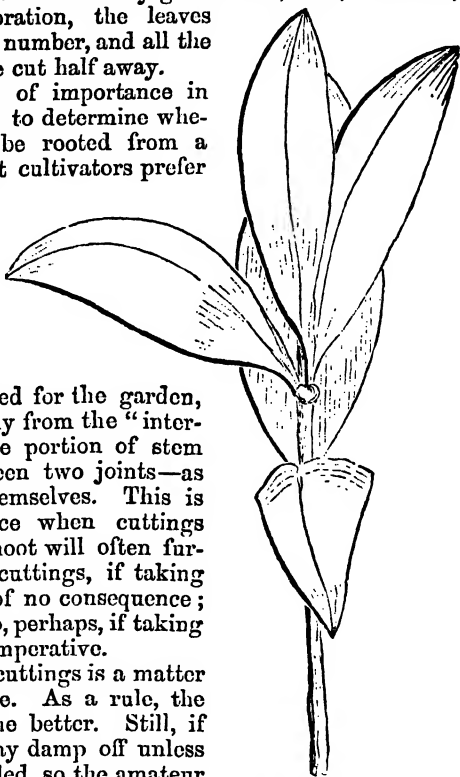 oration, the leaves
number, and all the
cut half away.
of importance in
to determine whe-
be rooted from a
cultivators prefer
ed for the garden,
from the “inter-
portion of stem
een two joints—as
emselves. This is
ce when cuttings
hoot will often fur-
cuttings, if taking
of no consequence;
perhaps, if taking
mperative.
cuttings is a matter
e. As a rule, the
better. Still, if
ay damp off unless
led, so the amateur